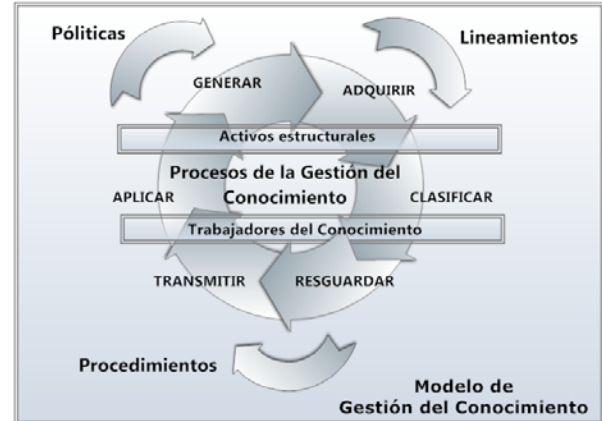 Póliticas
Lineamientos
GENERAR
ADQUIRIR
Activos estructurales
Procesos de la Gestión del
Conocimiento
APLICAR
CLASIFICAR
Trabajadores del Conocimiento
TRANSMITIR
RESGUARDAR
Procedimientos
Modelo de
Gestión del Conocimiento